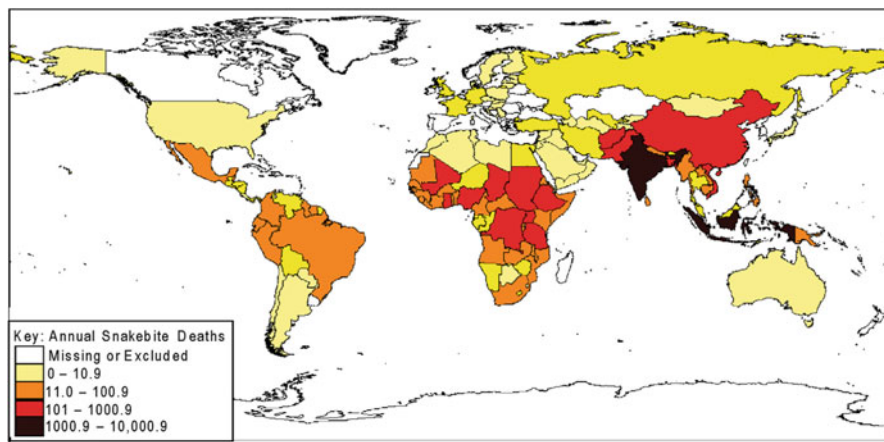 Key: Annual Snakebite Deaths
Missing or Excluded
0 – 10.9
11.0 – 100.9
101 – 1000.9
1000.9 – 10,000.9